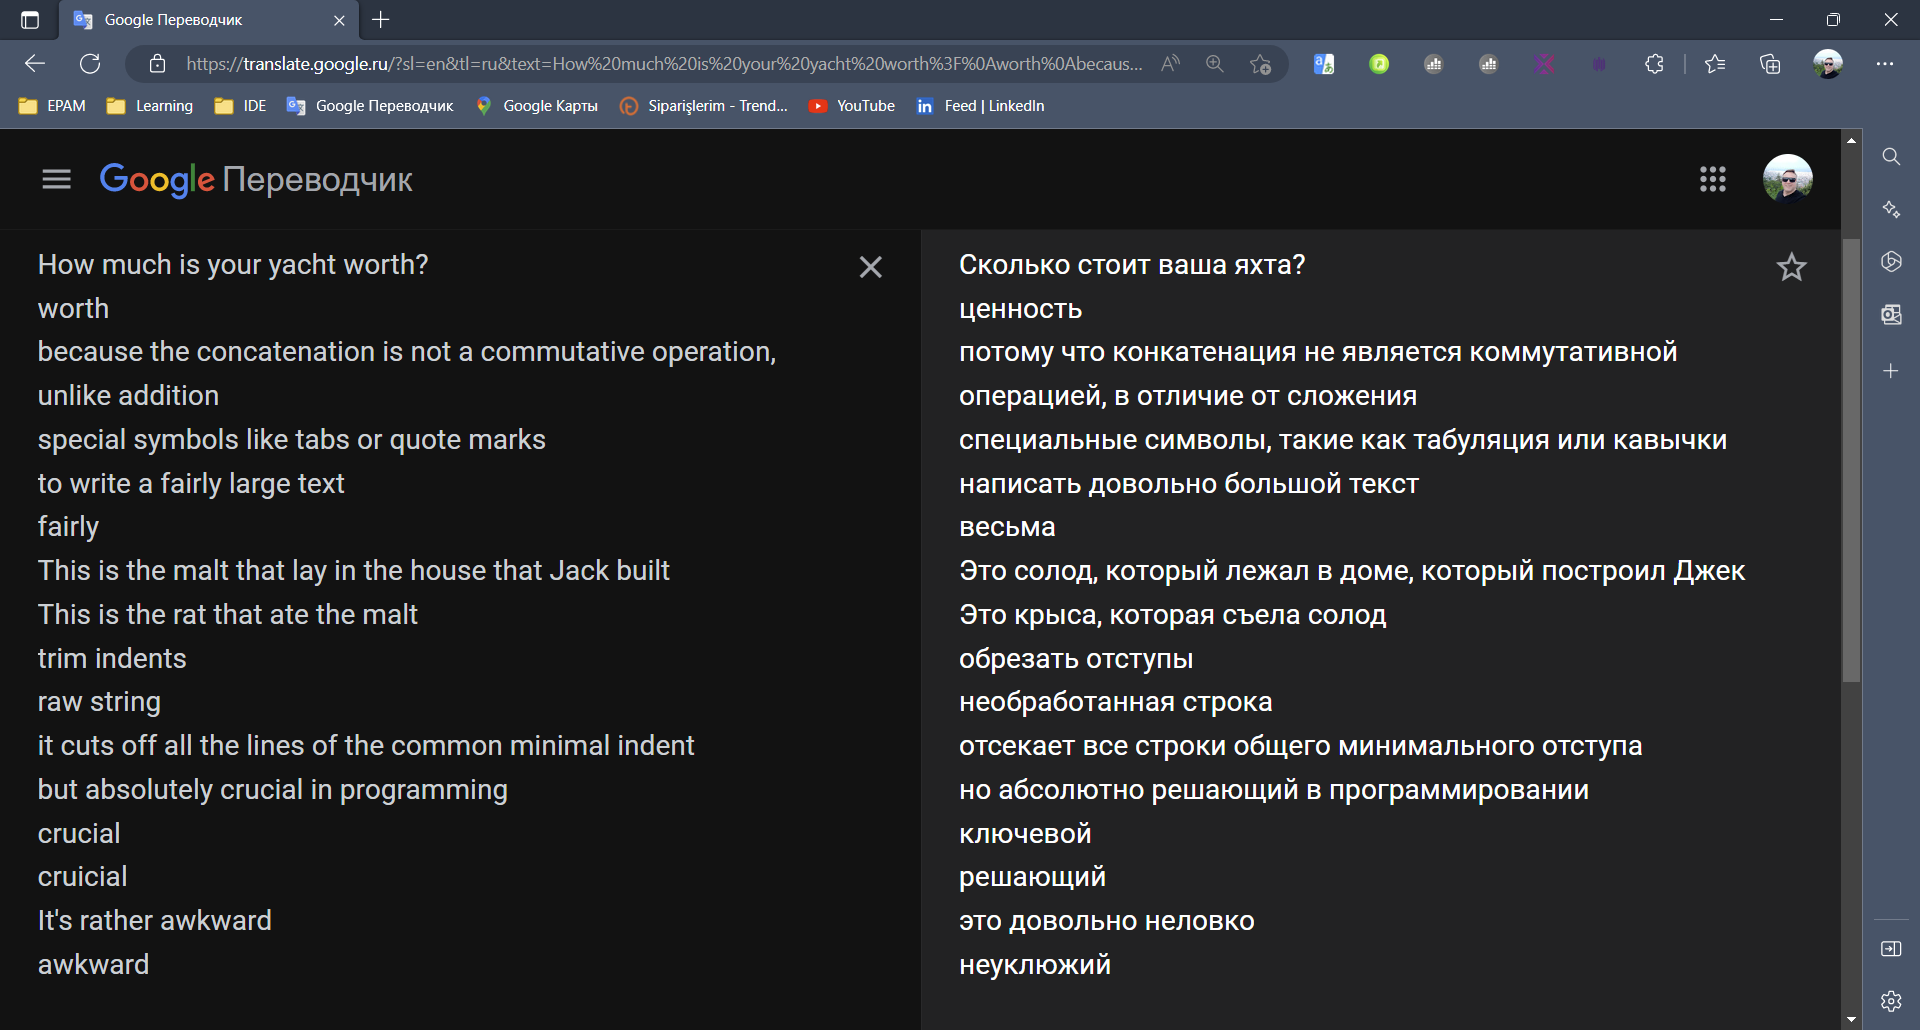 Google Переводчик
https://translate.google.ru/?sl=en&tl=ru&text=How%20much%20is%20your%20yacht%20worth%3F%0Aworth%0Abecaus...
EPAM
Learning
IDE
Google Переводчик
Google Карты
Siparişlerim - Trend...
YouTube
Feed | LinkedIn
Google Переводчик
How much is your yacht worth?
worth
because the concatenation is not a commutative operation,
unlike addition
special symbols like tabs or quote marks
to write a fairly large text
fairly
This is the malt that lay in the house that Jack built
This is the rat that ate the malt
trim indents
raw string
it cuts off all the lines of the common minimal indent
but absolutely crucial in programming
crucial
cruicial
It's rather awkward
awkward
Сколько стоит ваша яхта?
ценность
потому что конкатенация не является коммутативной
операцией, в отличие от сложения
специальные символы, такие как табуляция или кавычки
написать довольно большой текст
весьма
Это солод, который лежал в доме, который построил Джек
Это крыса, которая съела солод
обрезать отступы
необработанная строка
отсекает все строки общего минимального отступа
но абсолютно решающий в программировании
ключевой
решающий
это довольно неловко
неуклюжий